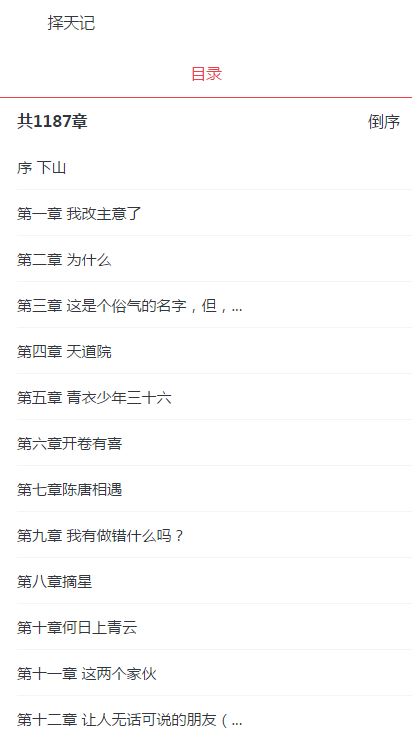 择天记
目录
共1187章 倒序
序 下山
第一章 我改主意了
第二章 为什么
第三章 这是个俗气的名字，但，...
第四章 天道院
第五章 青衣少年三十六
第六章开卷有喜
第七章陈唐相遇
第九章 我有做错什么吗？
第八章摘星
第十章何日上青云
第十一章 这两个家伙
第十二章 让人无话可说的朋友（...